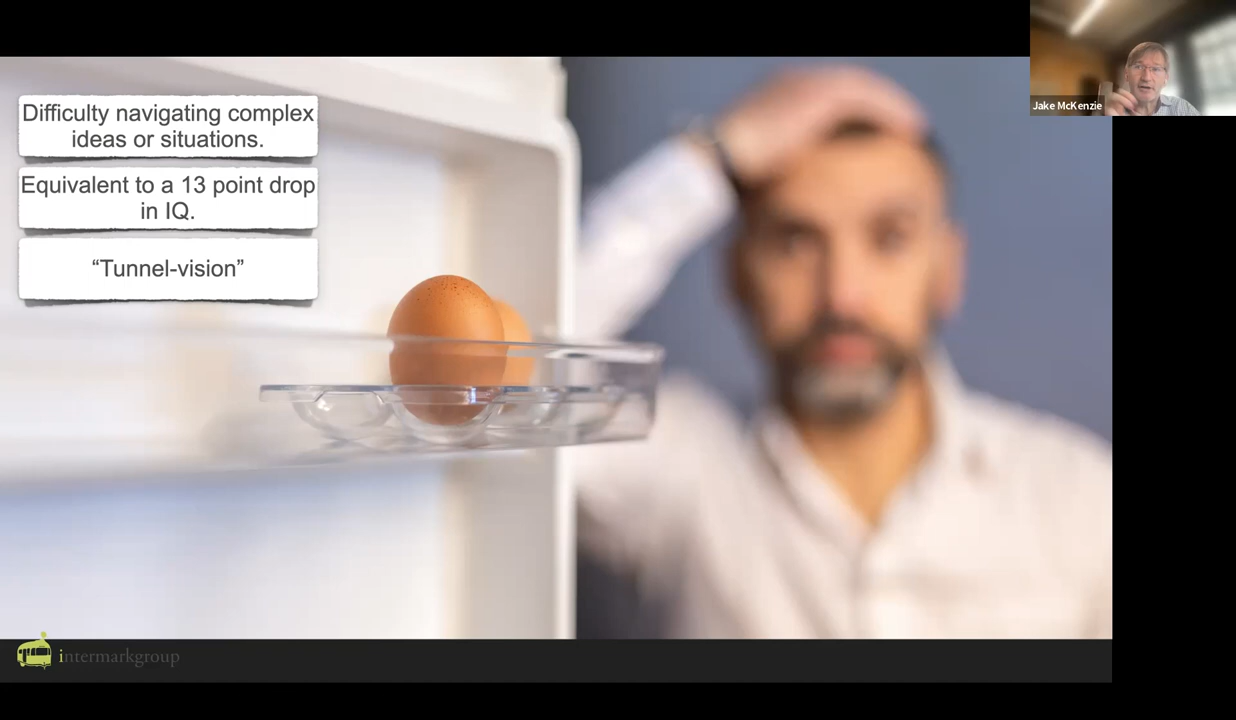 Difficulty navigating complex
ideas or situations.
Equivalent to a 13 point drop
in IQ.
“Tunnel-vision”
Jake McKenzie
intermarkgroup